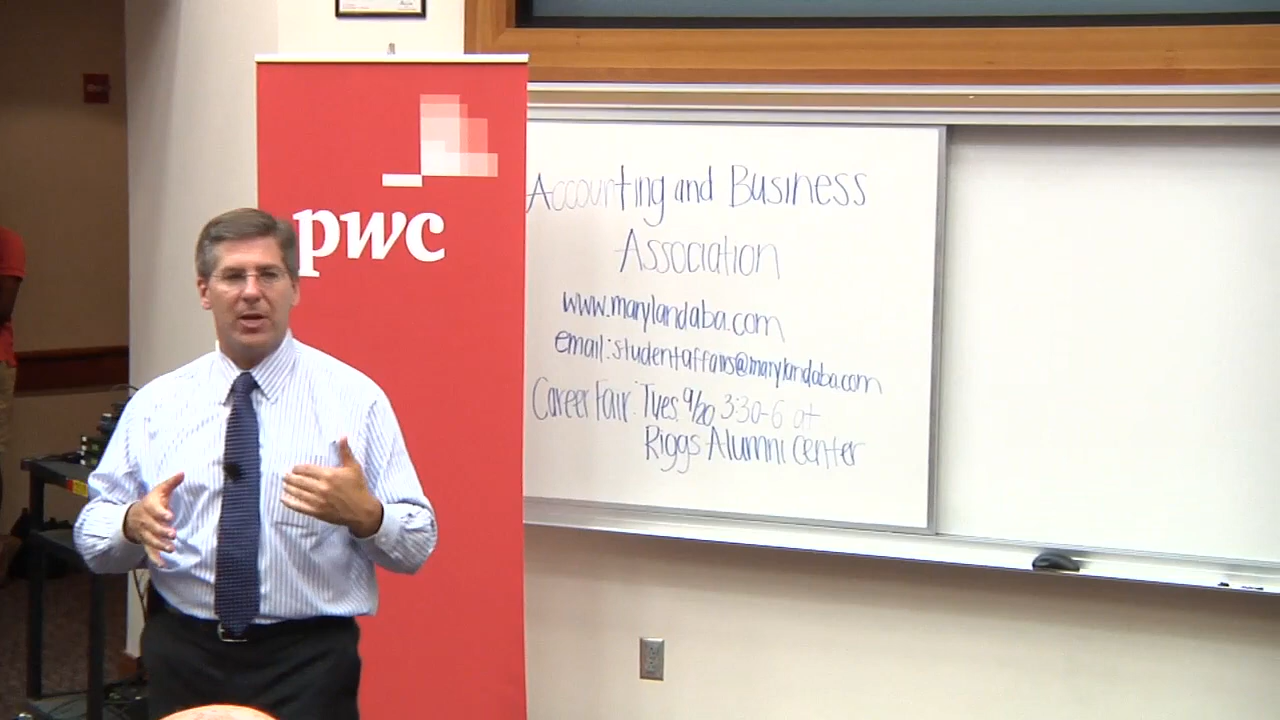 pwc
Accounting and Business
Association
www.marylandaba.com
email: studentaffairs@marylandaba.com
Career Fair: Tues. 9/20 3:30-6 at
Riggs Alumni Center